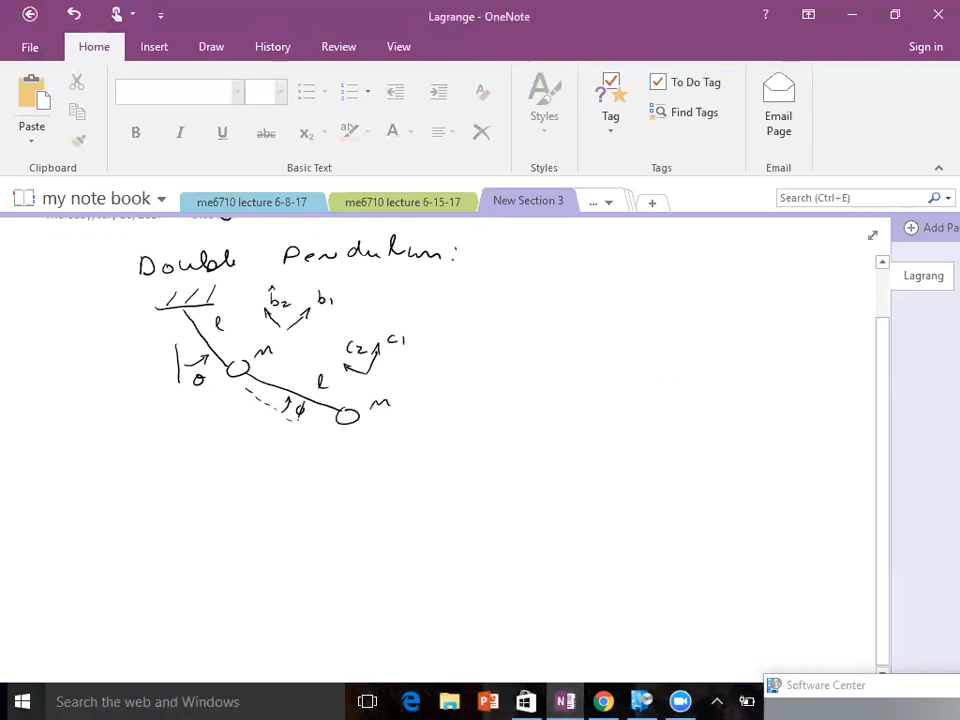 Lagrange - OneNote
?
File Home Insert Draw History Review View Sign in
Paste
B I U abc x₂ A
Styles
Tag
To Do Tag
Find Tags
Email Page
Clipboard Basic Text Styles Tags Email
my note book me6710 lecture 6-8-17 me6710 lecture 6-15-17 New Section 3 ... + Search (Ctrl+E)
Add Pa
Double Pendulum:
Lagrang
b̂2 b1
l
m
c2 c1
θ
l
ϕ
m
Software Center
Search the web and Windows